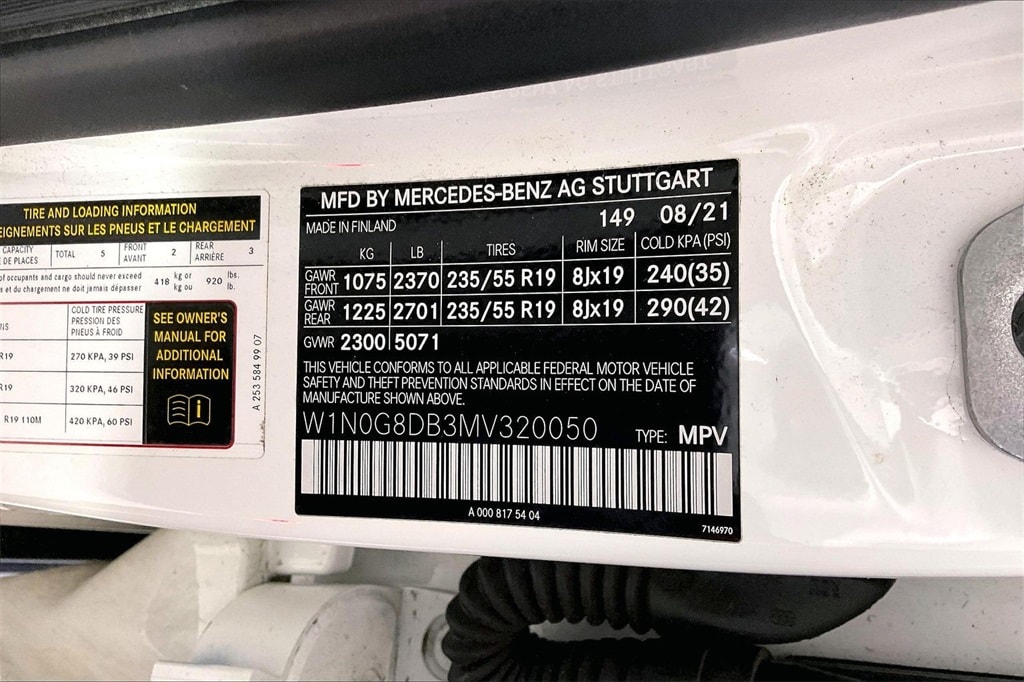 TIRE AND LOADING INFORMATION
EIGNEMENTS SUR LES PNEUS ET LE CHARGEMENT
CAPACITY
DE PLACES
TOTAL 5
FRONT
AVANT 2
REAR
ARRIÈRE 3
of occupants and cargo should never exceed
et du chargement ne doit jamais dépasser
418 kg or
kg ou
920 lbs.
lb.
COLD TIRE PRESSURE
PRESSION DES
PNEUS À FROID
R19 270 KPA, 39 PSI
R19 320 KPA, 46 PSI
R19 110M 420 KPA, 60 PSI
SEE OWNER'S
MANUAL FOR
ADDITIONAL
INFORMATION
A 253 584 99 07
MFD BY MERCEDES-BENZ AG STUTTGART
MADE IN FINLAND 149 08/21
KG LB TIRES RIM SIZE COLD KPA (PSI)
GAWR
FRONT 1075 2370 235/55 R19 8Jx19 240(35)
GAWR
REAR 1225 2701 235/55 R19 8Jx19 290(42)
GVWR 2300 5071
THIS VEHICLE CONFORMS TO ALL APPLICABLE FEDERAL MOTOR VEHICLE
SAFETY AND THEFT PREVENTION STANDARDS IN EFFECT ON THE DATE OF
MANUFACTURE SHOWN ABOVE.
W1N0G8DB3MV320050 TYPE: MPV
A 000 817 54 04
7146970